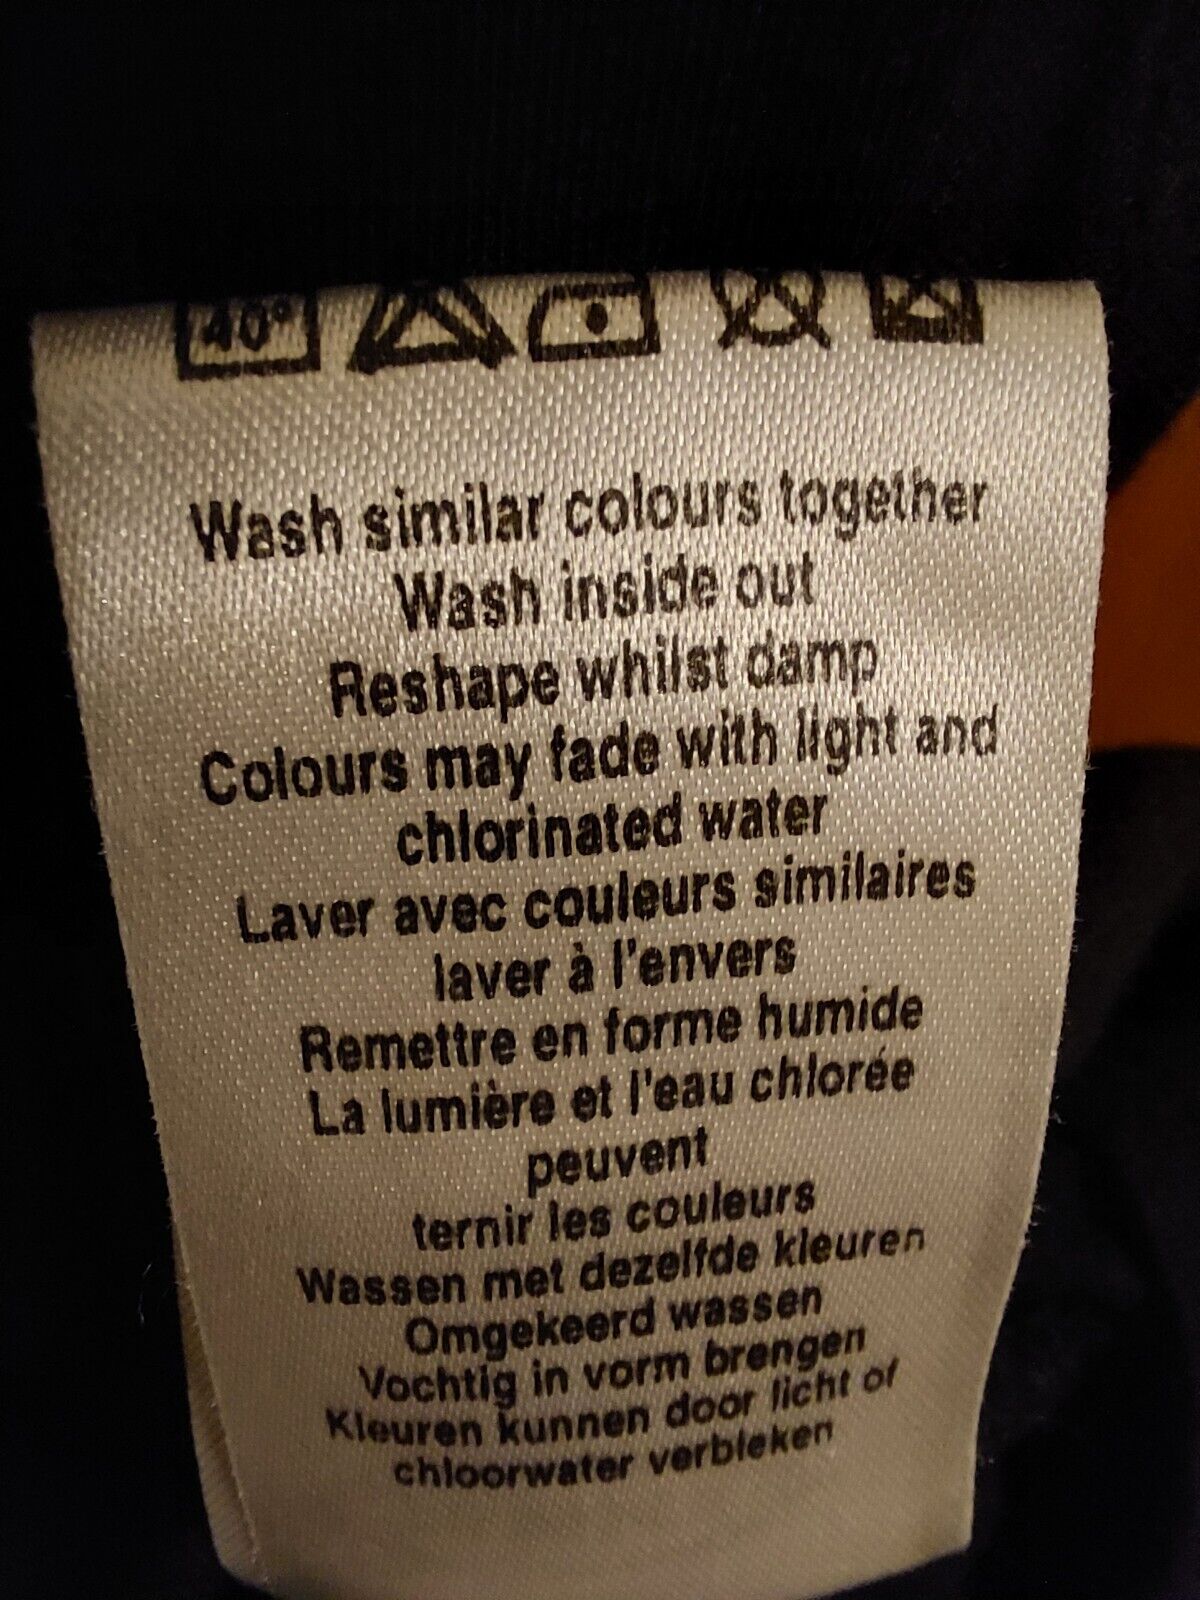 40°
Wash similar colours together
Wash inside out
Reshape whilst damp
Colours may fade with light and
chlorinated water
Laver avec couleurs similaires
laver à l'envers
Remettre en forme humide
La lumière et l'eau chlorée
peuvent
ternir les couleurs
Wassen met dezelfde kleuren
Omgekeerd wassen
Vochtig in vorm brengen
Kleuren kunnen door licht of
chloorwater verbleken